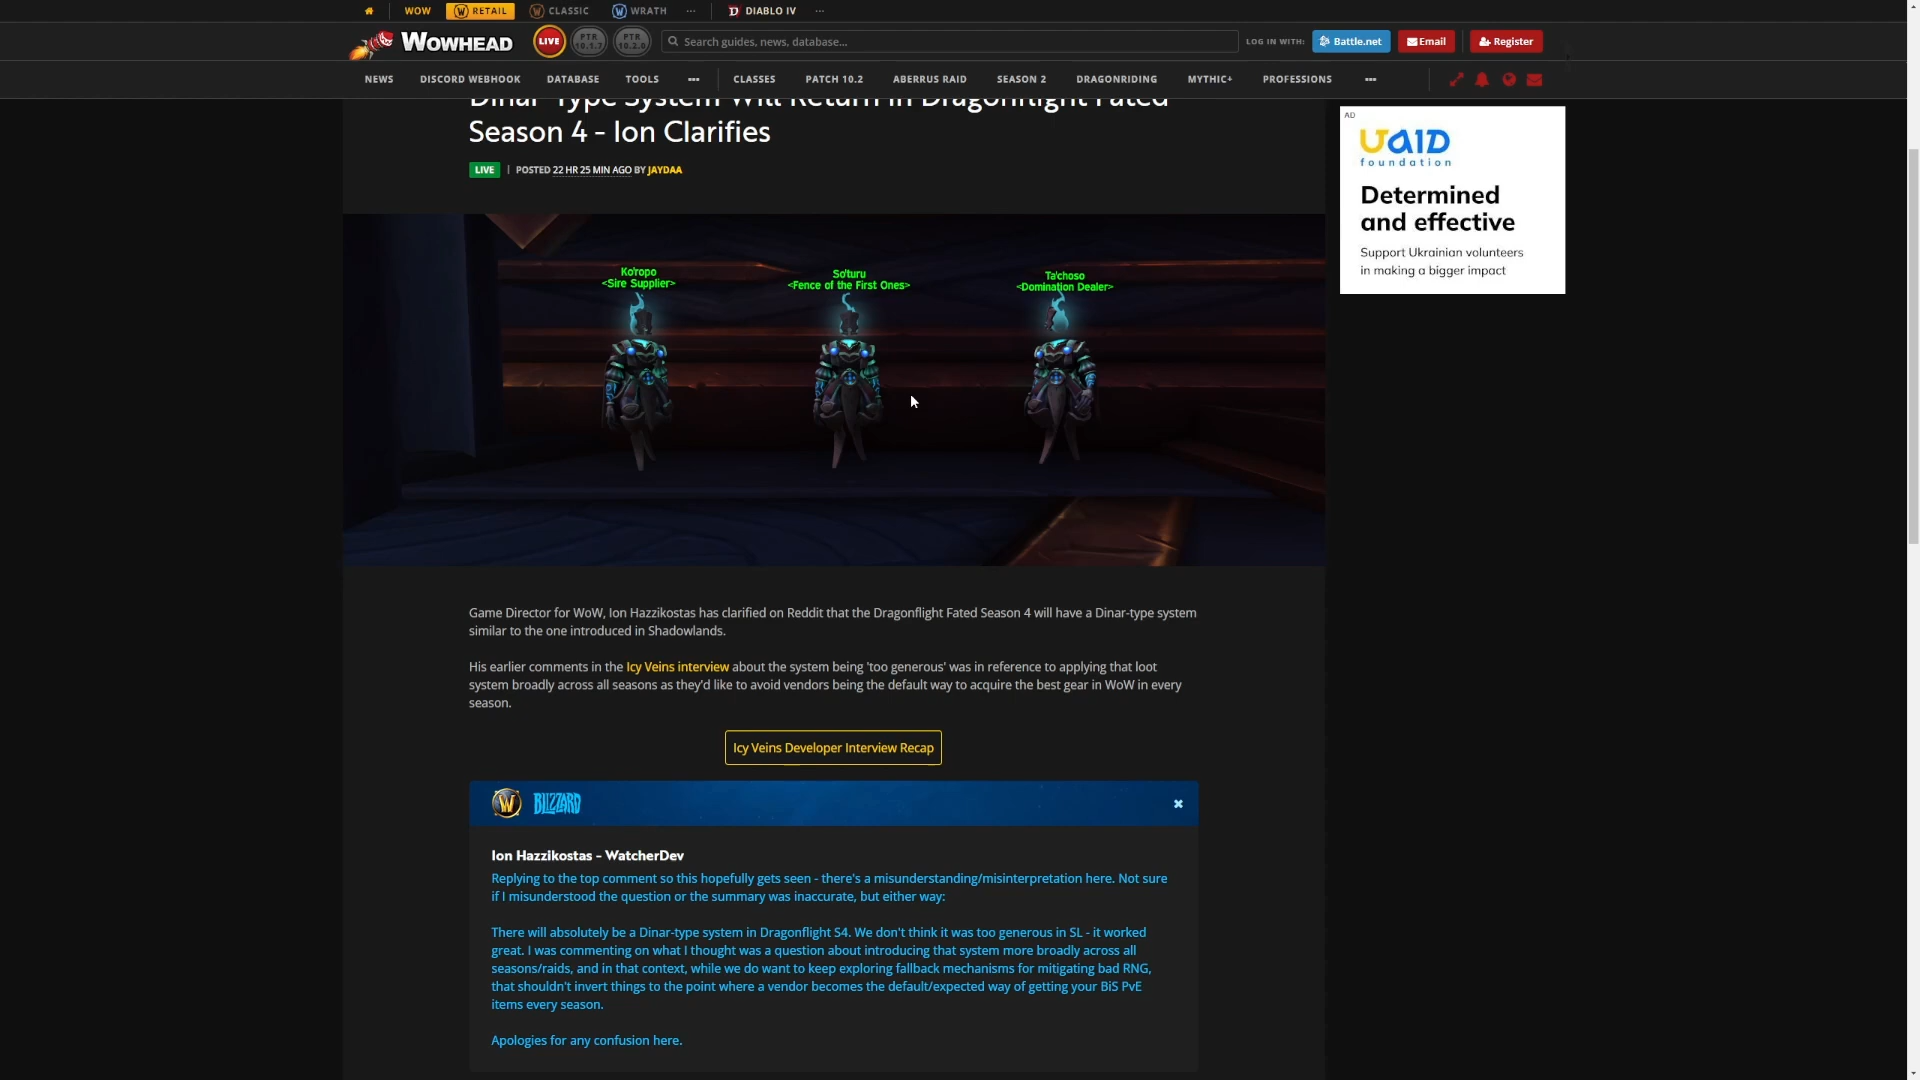 WOW
RETAIL
CLASSIC
WRATH
...
DIABLO IV
...
WOWHEAD
LIVE
PTR
10.1.7
PTR
10.2.0
Search guides, news, database...
LOG IN WITH:
Battle.net
Email
Register
NEWS
DISCORD WEBHOOK
DATABASE
TOOLS
CLASSES
PATCH 10.2
ABERRUS RAID
SEASON 2
DRAGONRIDING
MYTHIC+
PROFESSIONS
Dinar-Type System Will Return in Dragonflight Fated
Season 4 - Ion Clarifies
LIVE | POSTED 22 HR 25 MIN AGO BY JAYDAA
AD
UAID
foundation
Determined
and effective
Support Ukrainian volunteers
in making a bigger impact
Ko'ropo
<Sire Supplier>
So'turu
<Fence of the First Ones>
Ta'choso
<Domination Dealer>
Game Director for WoW, Ion Hazzikostas has clarified on Reddit that the Dragonflight Fated Season 4 will have a Dinar-type system
similar to the one introduced in Shadowlands.
His earlier comments in the Icy Veins interview about the system being 'too generous' was in reference to applying that loot
system broadly across all seasons as they'd like to avoid vendors being the default way to acquire the best gear in WoW in every
season.
Icy Veins Developer Interview Recap
W BLIZZARD
Ion Hazzikostas - WatcherDev
Replying to the top comment so this hopefully gets seen - there's a misunderstanding/misinterpretation here. Not sure
if I misunderstood the question or the summary was inaccurate, but either way:
There will absolutely be a Dinar-type system in Dragonflight S4. We don't think it was too generous in SL - it worked
great. I was commenting on what I thought was a question about introducing that system more broadly across all
seasons/raids, and in that context, while we do want to keep exploring fallback mechanisms for mitigating bad RNG,
that shouldn't invert things to the point where a vendor becomes the default/expected way of getting your BiS PvE
items every season.
Apologies for any confusion here.